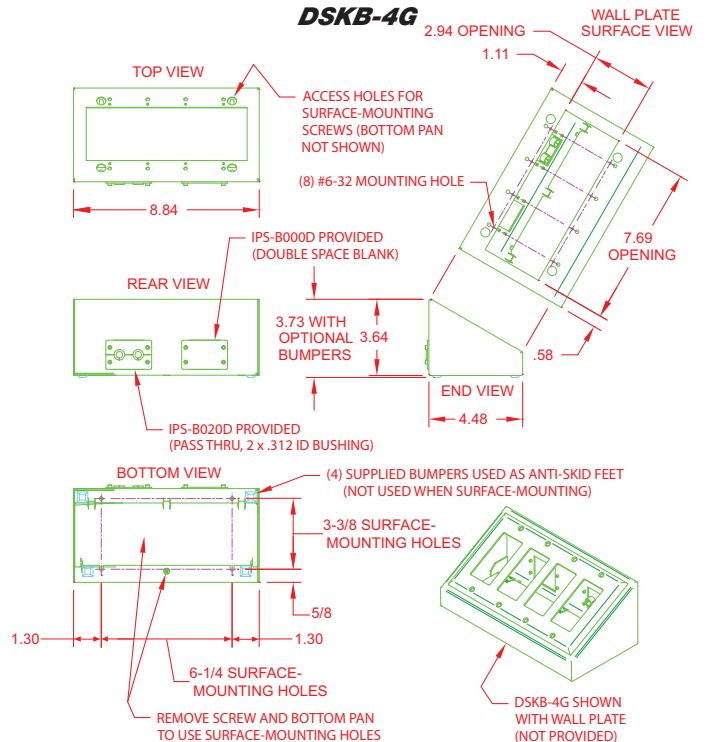 DSKB-4G
WALL PLATE
SURFACE VIEW
2.94 OPENING
1.11
TOP VIEW
ACCESS HOLES FOR
SURFACE-MOUNTING
SCREWS (BOTTOM PAN
NOT SHOWN)
(8) #6-32 MOUNTING HOLE
8.84
7.69
OPENING
IPS-B000D PROVIDED
(DOUBLE SPACE BLANK)
REAR VIEW
3.73 WITH
OPTIONAL
BUMPERS
3.64
.58
END VIEW
4.48
IPS-B020D PROVIDED
(PASS THRU, 2 x .312 ID BUSHING)
BOTTOM VIEW
(4) SUPPLIED BUMPERS USED AS ANTI-SKID FEET
(NOT USED WHEN SURFACE-MOUNTING)
3-3/8 SURFACE-
MOUNTING HOLES
5/8
1.30
1.30
6-1/4 SURFACE-
MOUNTING HOLES
REMOVE SCREW AND BOTTOM PAN
TO USE SURFACE-MOUNTING HOLES
DSKB-4G SHOWN
WITH WALL PLATE
(NOT PROVIDED)